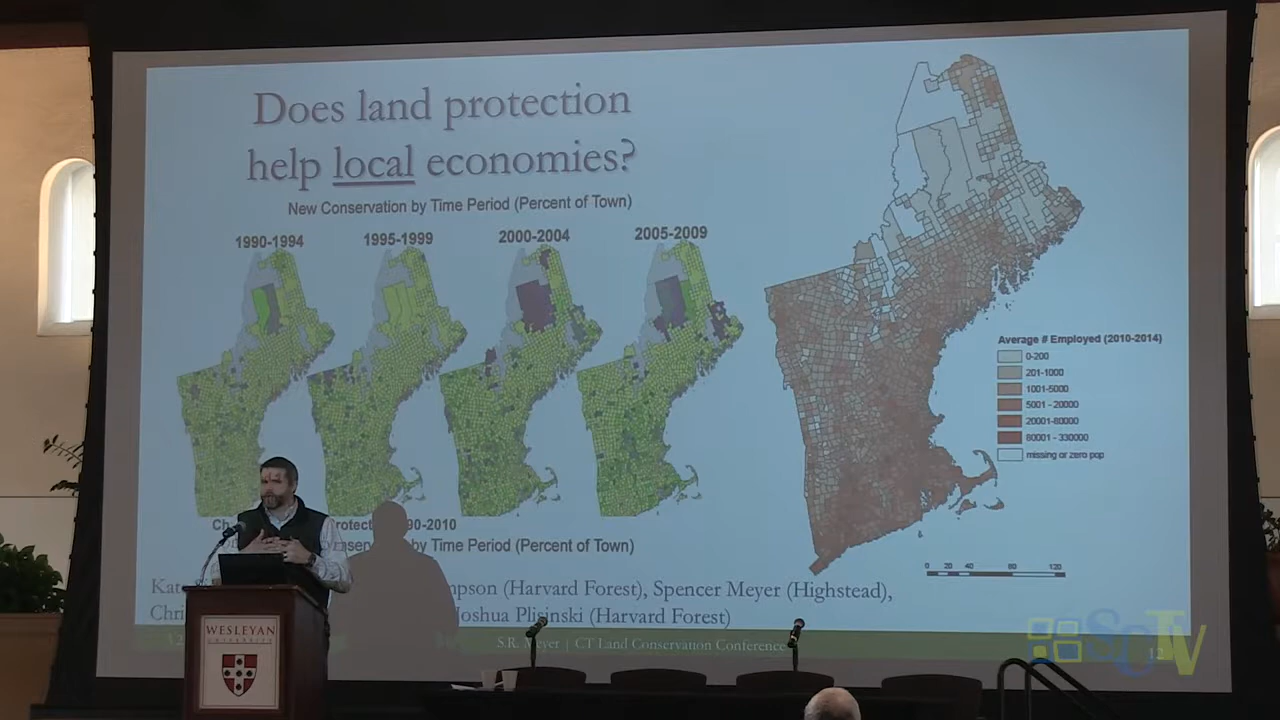 Does land protection
help local economies?
New Conservation by Time Period (Percent of Town)
1990-1994
1995-1999
2000-2004
2005-2009
Average # Employed (2010-2014)
0-200
201-1000
1001-5000
5001 - 20000
20001-80000
80001 - 330000
missing or zero pop
0 20 40 80 120
by Time Period (Percent of Town)
(Harvard Forest), Spencer Meyer (Highstead),
Joshua Plisinski (Harvard Forest)
S.R. Meyer | CT Land Conservation Conference
12
SCTV
WESLEYAN
UNIVERSITY